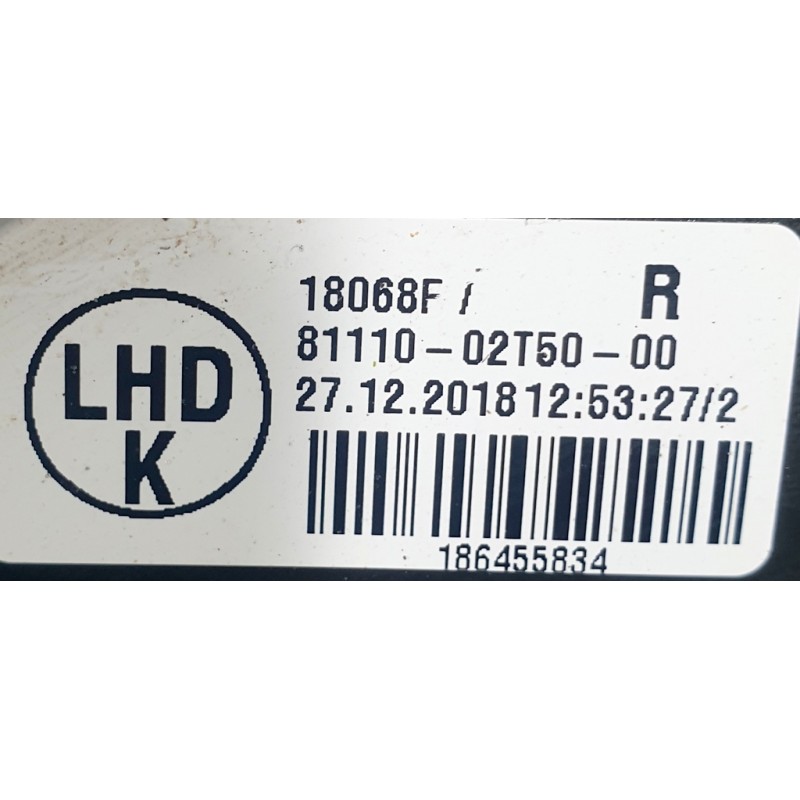 LHD
K
18068F / R
81110-02T50-00
27.12.2018 12:53:27/2
186455834